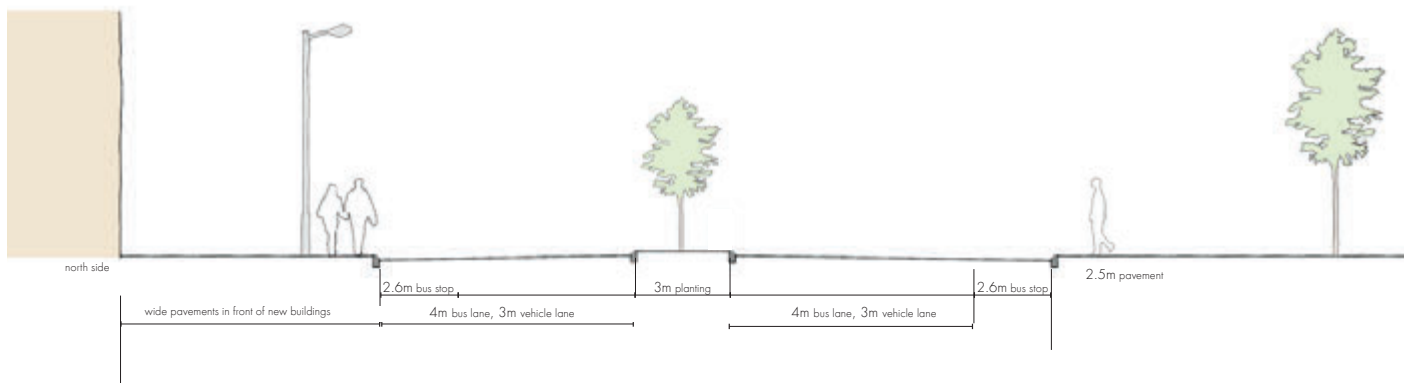 north side
2.6m bus stop
3m planting
2.6m bus stop
2.5m pavement
wide pavements in front of new buildings
4m bus lane, 3m vehicle lane
4m bus lane, 3m vehicle lane